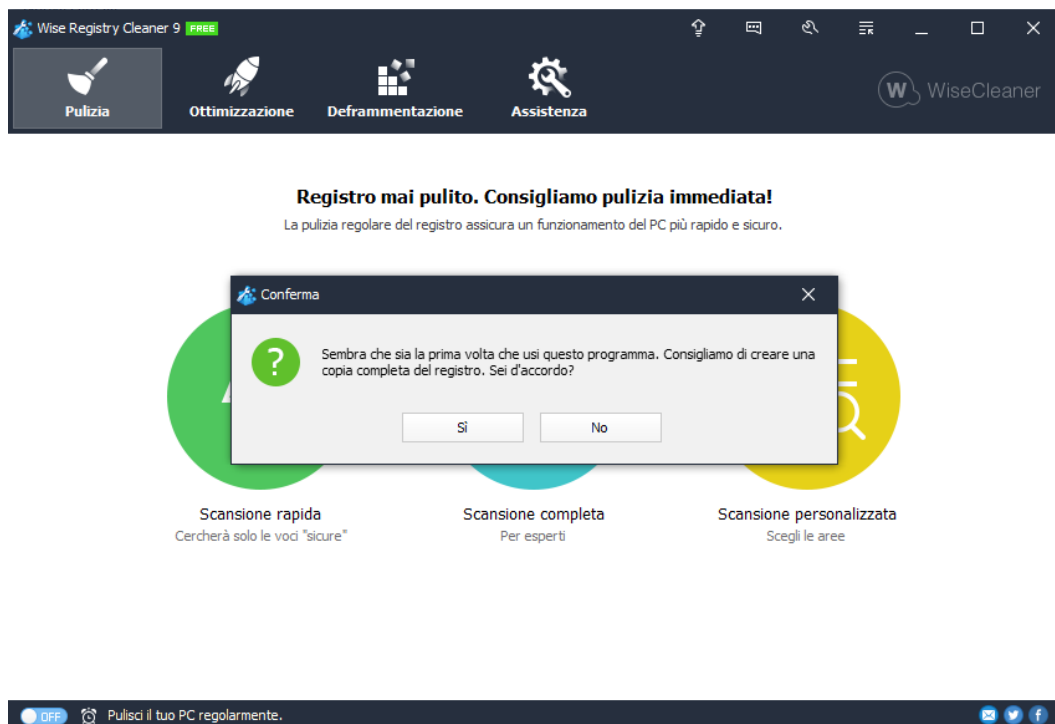 Wise Registry Cleaner 9 FREE
Pulizia
Ottimizzazione
Deframmentazione
Assistenza
W WiseCleaner
Registro mai pulito. Consigliamo pulizia immediata!
La pulizia regolare del registro assicura un funzionamento del PC più rapido e sicuro.
Conferma
?
Sembra che sia la prima volta che usi questo programma. Consigliamo di creare una
copia completa del registro. Sei d'accordo?
Sì
No
Scansione rapida
Cercherà solo le voci "sicure"
Scansione completa
Per esperti
Scansione personalizzata
Scegli le aree
OFF Pulisci il tuo PC regolarmente.